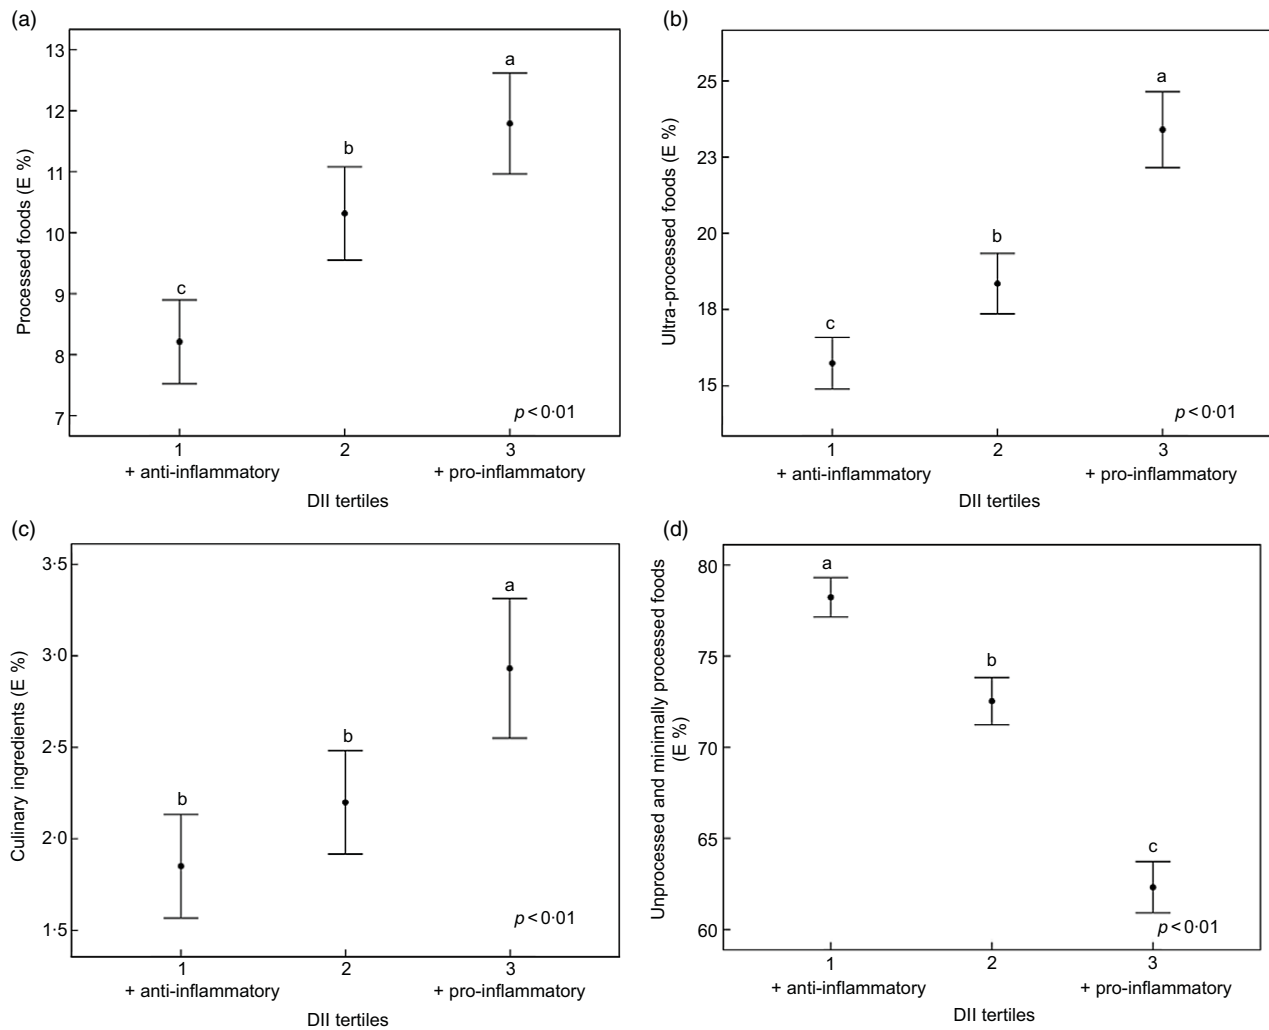 (a)
Processed foods (E %)
13
12
11
10
9
8
7
c
b
a
p < 0·01
1
2
3
+ anti-inflammatory
+ pro-inflammatory
DII tertiles
(b)
Ultra-processed foods (E %)
25
23
20
18
15
c
b
a
p < 0·01
1
2
3
+ anti-inflammatory
+ pro-inflammatory
DII tertiles
(c)
Culinary ingredients (E %)
3·5
3·0
2·5
2·0
1·5
b
b
a
p < 0·01
1
2
3
+ anti-inflammatory
+ pro-inflammatory
DII tertiles
(d)
Unprocessed and minimally processed foods
(E %)
80
75
70
65
60
a
b
c
p < 0·01
1
2
3
+ anti-inflammatory
+ pro-inflammatory
DII tertiles